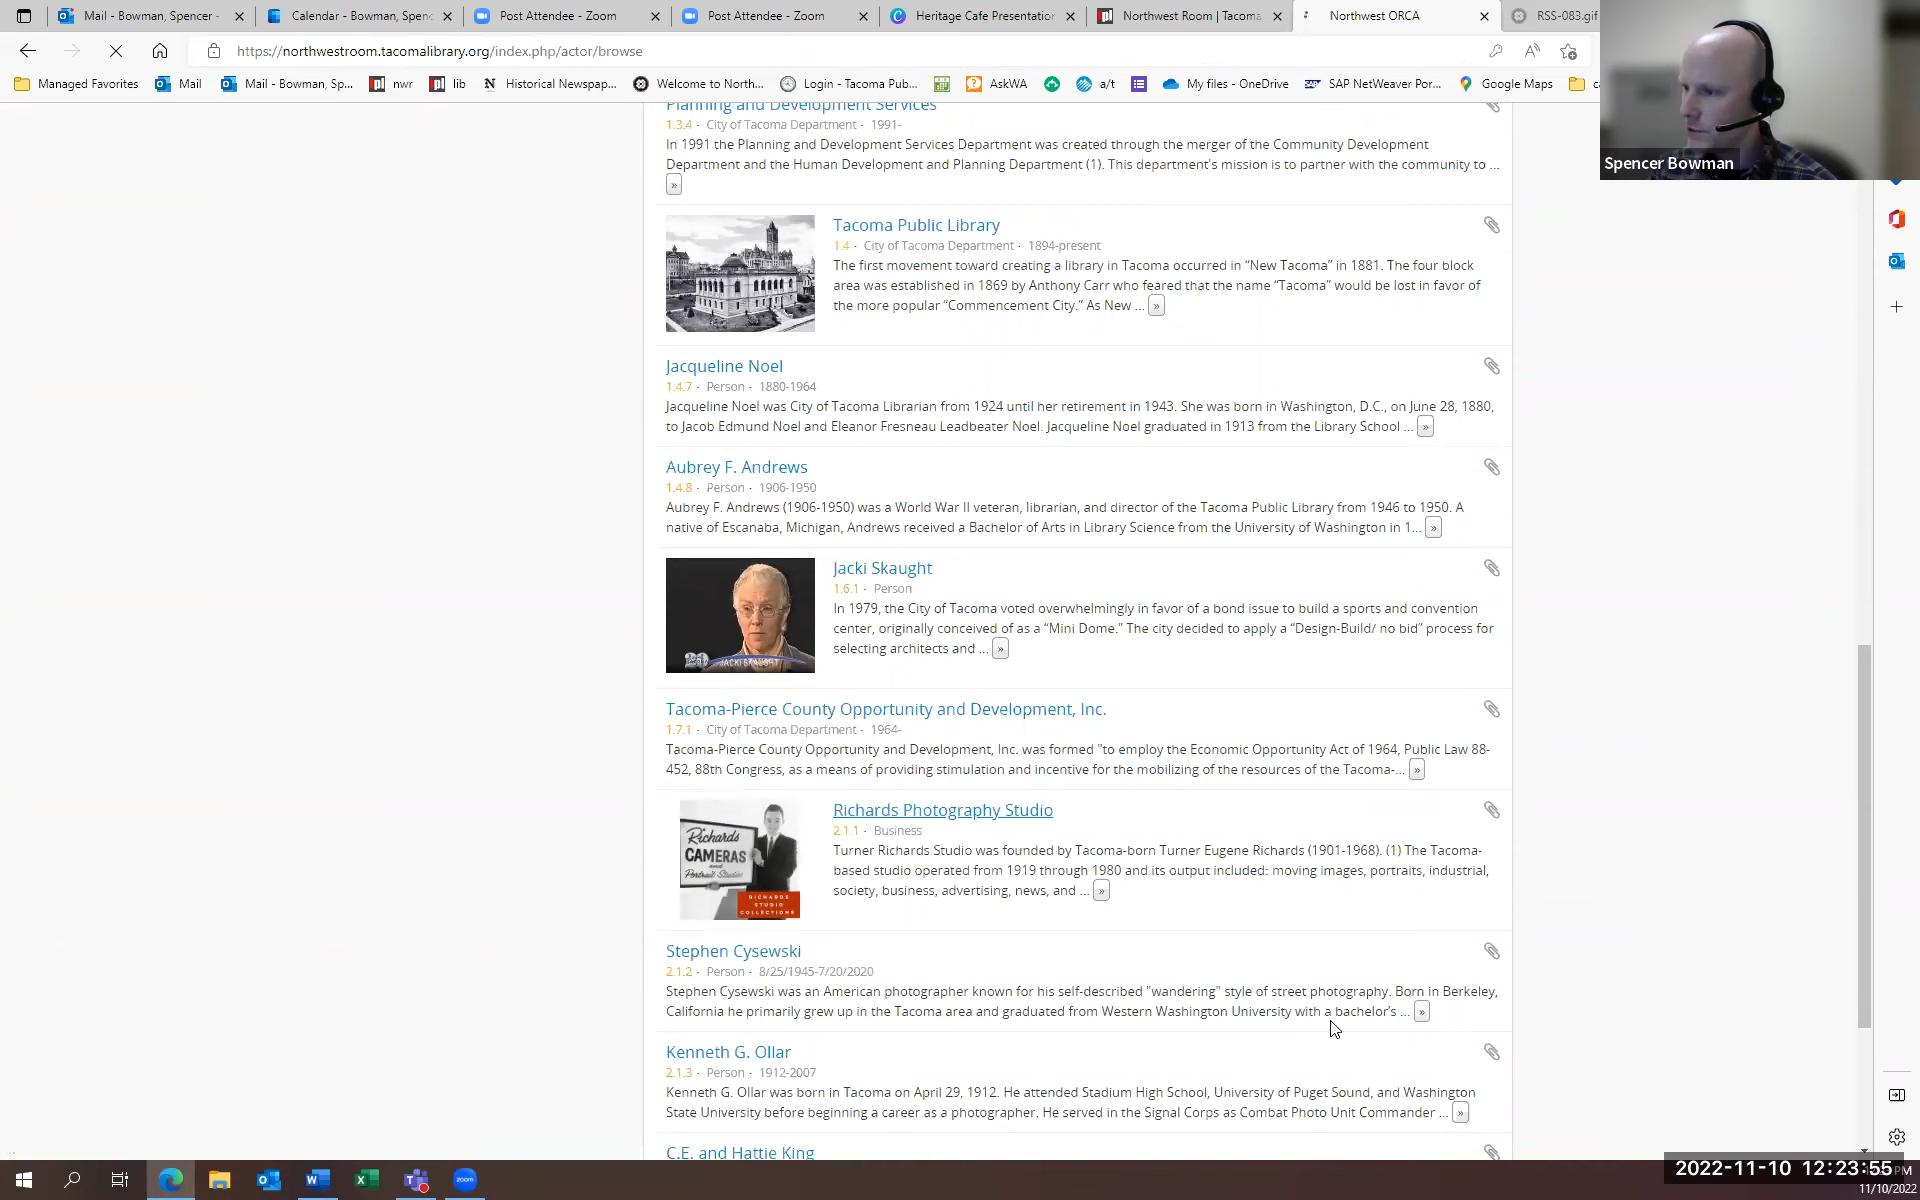 Mail - Bowman, Spencer -
Calendar - Bowman, Spenc
Post Attendee - Zoom
Post Attendee - Zoom
Heritage Cafe Presentation
Northwest Room | Tacoma
Northwest ORCA
RSS-083.gif
https://northwestroom.tacomalibrary.org/index.php/actor/browse
Managed Favorites
Mail
Mail - Bowman, Sp...
nwr
lib
Historical Newspap...
Welcome to North...
Login - Tacoma Pub...
AskWA
a/t
My files - OneDrive
SAP NetWeaver Por...
Google Maps
Spencer Bowman
Planning and Development Services
1.3.4 · City of Tacoma Department · 1991-
In 1991 the Planning and Development Services Department was created through the merger of the Community Development
Department and the Human Development and Planning Department (1). This department's mission is to partner with the community to ...
»
Tacoma Public Library
1.4 · City of Tacoma Department · 1894-present
The first movement toward creating a library in Tacoma occurred in “New Tacoma” in 1881. The four block
area was established in 1869 by Anthony Carr who feared that the name “Tacoma” would be lost in favor of
the more popular “Commencement City.” As New ... »
Jacqueline Noel
1.4.7 · Person · 1880-1964
Jacqueline Noel was City of Tacoma Librarian from 1924 until her retirement in 1943. She was born in Washington, D.C., on June 28, 1880,
to Jacob Edmund Noel and Eleanor Fresneau Leadbeater Noel. Jacqueline Noel graduated in 1913 from the Library School ... »
Aubrey F. Andrews
1.4.8 · Person · 1906-1950
Aubrey F. Andrews (1906-1950) was a World War II veteran, librarian, and director of the Tacoma Public Library from 1946 to 1950. A
native of Escanaba, Michigan, Andrews received a Bachelor of Arts in Library Science from the University of Washington in 1... »
Jacki Skaught
1.6.1 · Person
In 1979, the City of Tacoma voted overwhelmingly in favor of a bond issue to build a sports and convention
center, originally conceived of as a “Mini Dome.” The city decided to apply a “Design-Build/ no bid” process for
selecting architects and ... »
JACKI SKAUGHT
Tacoma-Pierce County Opportunity and Development, Inc.
1.7.1 · City of Tacoma Department · 1964-
Tacoma-Pierce County Opportunity and Development, Inc. was formed "to employ the Economic Opportunity Act of 1964, Public Law 88-
452, 88th Congress, as a means of providing stimulation and incentive for the mobilizing of the resources of the Tacoma-... »
Richards Photography Studio
2.1.1 · Business
Turner Richards Studio was founded by Tacoma-born Turner Eugene Richards (1901-1968). (1) The Tacoma-
based studio operated from 1919 through 1980 and its output included: moving images, portraits, industrial,
society, business, advertising, news, and ... »
Richards
CAMERAS
and
Portrait Studio
RICHARDS
STUDIO
COLLECTIONS
Stephen Cysewski
2.1.2 · Person · 8/25/1945-7/20/2020
Stephen Cysewski was an American photographer known for his self-described "wandering" style of street photography. Born in Berkeley,
California he primarily grew up in the Tacoma area and graduated from Western Washington University with a bachelor’s ... »
Kenneth G. Ollar
2.1.3 · Person · 1912-2007
Kenneth G. Ollar was born in Tacoma on April 29, 1912. He attended Stadium High School, University of Puget Sound, and Washington
State University before beginning a career as a photographer. He served in the Signal Corps as Combat Photo Unit Commander ... »
C.E. and Hattie King
zoom
2022-11-10 12:23:55
PM
11/10/2022